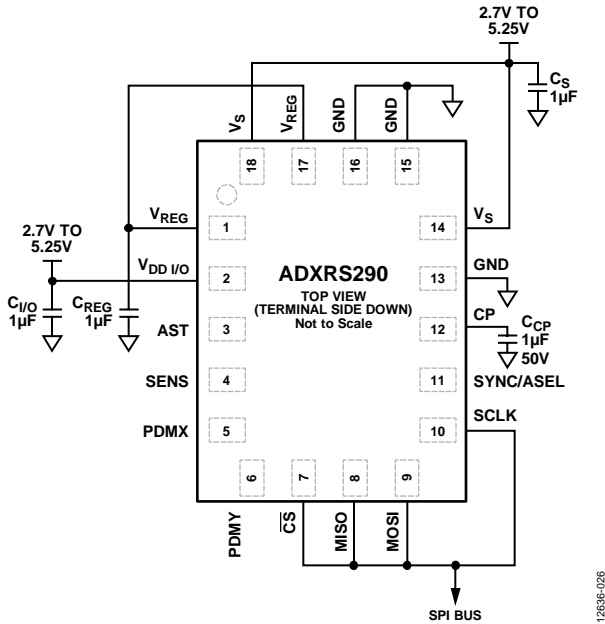 2.7V TO
5.25V
CS
1µF
VS
VREG
GND
GND
18
17
16
15
VREG
1
14
VS
2.7V TO
5.25V
VDD I/O
2
13
GND
ADXRS290
TOP VIEW
(TERMINAL SIDE DOWN)
Not to Scale
CI/O
1µF
CREG
1µF
AST
3
12
CP
CCP
1µF
50V
SENS
4
11
SYNC/ASEL
PDMX
5
10
SCLK
6
7
8
9
PDMY
CS
MISO
MOSI
SPI BUS
12636-026